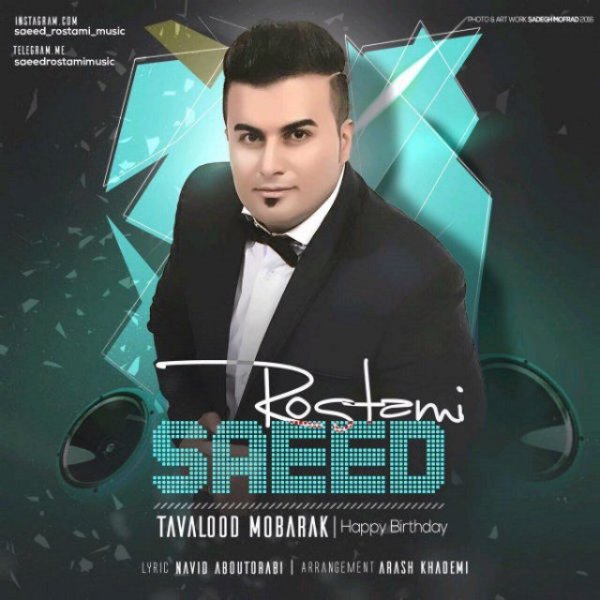 INSTAGRAM.COM
saeed_rostami_music
TELEGRAM.ME
saeedrostamimusic
PHOTO & ART WORK SADEGH MOFRAD 2016
Rostami
SAEED
TAVALOOD MOBARAK | Happy Birthday
LYRIC NAVID ABOUTORABI | ARRANGEMENT ARASH KHADEMI